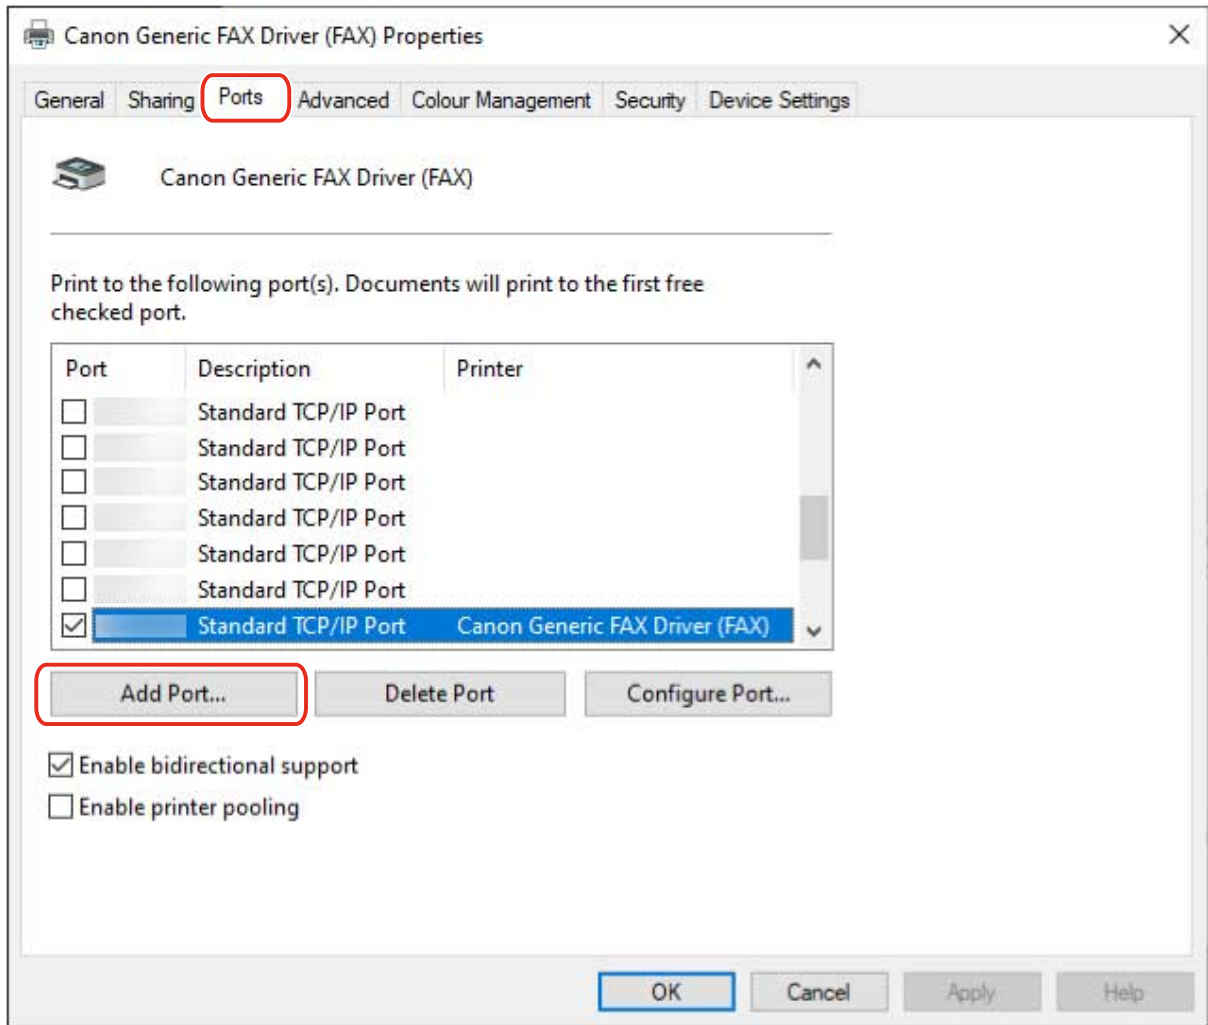 Canon Generic FAX Driver (FAX) Properties
General Sharing Ports Advanced Colour Management Security Device Settings
Canon Generic FAX Driver (FAX)
Print to the following port(s). Documents will print to the first free
checked port.
Port Description Printer
Standard TCP/IP Port
Standard TCP/IP Port
Standard TCP/IP Port
Standard TCP/IP Port
Standard TCP/IP Port
Standard TCP/IP Port
Standard TCP/IP Port Canon Generic FAX Driver (FAX)
Add Port... Delete Port Configure Port...
Enable bidirectional support
Enable printer pooling
OK Cancel Apply Help